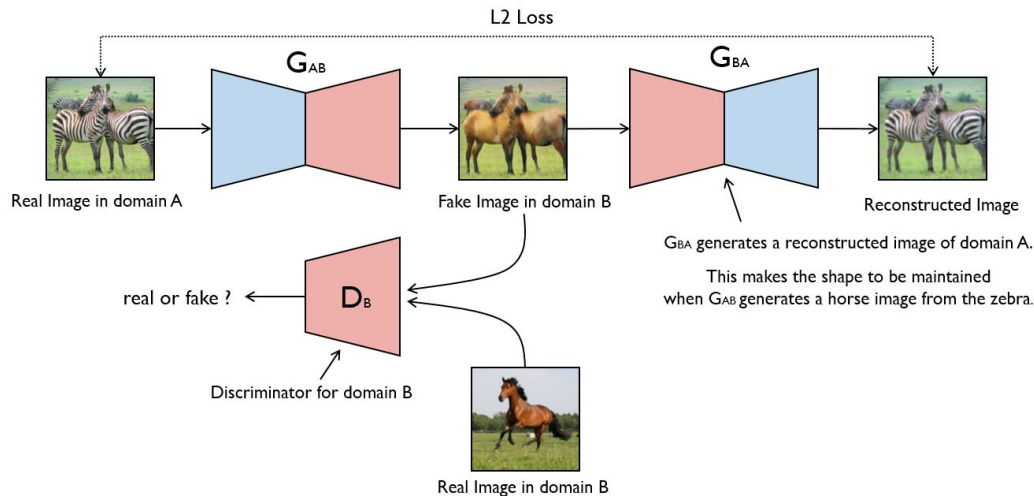 L2 Loss
GAB
GBA
Real Image in domain A
Fake Image in domain B
Reconstructed Image
GBA generates a reconstructed image of domain A.
This makes the shape to be maintained
when GAB generates a horse image from the zebra.
real or fake ?
DB
Discriminator for domain B
Real Image in domain B